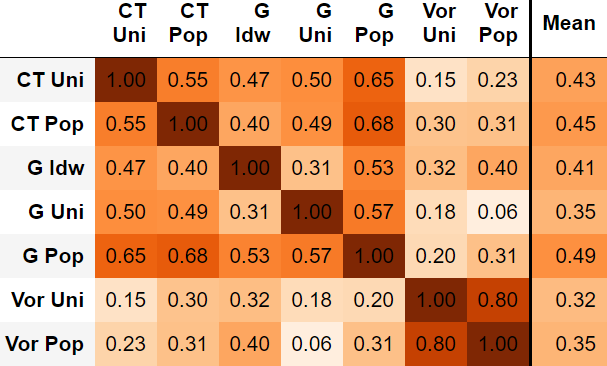 CT CT G G G Vor Vor
Uni Pop Idw Uni Pop Uni Pop Mean
CT Uni 1.00 0.55 0.47 0.50 0.65 0.15 0.23 0.43
CT Pop 0.55 1.00 0.40 0.49 0.68 0.30 0.31 0.45
G Idw 0.47 0.40 1.00 0.31 0.53 0.32 0.40 0.41
G Uni 0.50 0.49 0.31 1.00 0.57 0.18 0.06 0.35
G Pop 0.65 0.68 0.53 0.57 1.00 0.20 0.31 0.49
Vor Uni 0.15 0.30 0.32 0.18 0.20 1.00 0.80 0.32
Vor Pop 0.23 0.31 0.40 0.06 0.31 0.80 1.00 0.35